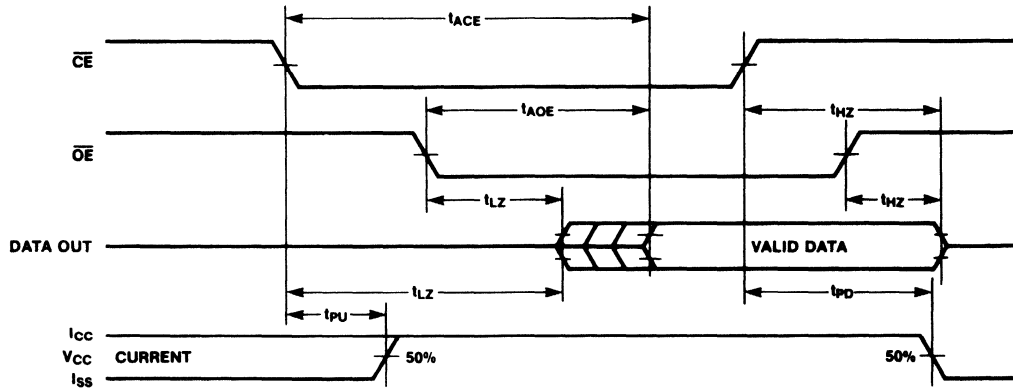 tACE
CE
tAOE
tHZ
OE
tLZ
tHZ
DATA OUT
VALID DATA
tLZ
tPD
tPU
ICC
VCC CURRENT
50%
50%
ISS